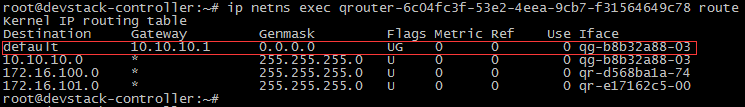 root@devstack-controller:~# ip netns exec qrouter-6c04fc3f-53e2-4eea-9cb7-f31564649c78 route
Kernel IP routing table
Destination Gateway Genmask Flags Metric Ref Use Iface
default 10.10.10.1 0.0.0.0 UG 0 0 0 qg-b8b32a88-03
10.10.10.0 * 255.255.255.0 U 0 0 0 qg-b8b32a88-03
172.16.100.0 * 255.255.255.0 U 0 0 0 qr-d568ba1a-74
172.16.101.0 * 255.255.255.0 U 0 0 0 qr-e17162c5-00
root@devstack-controller:~#